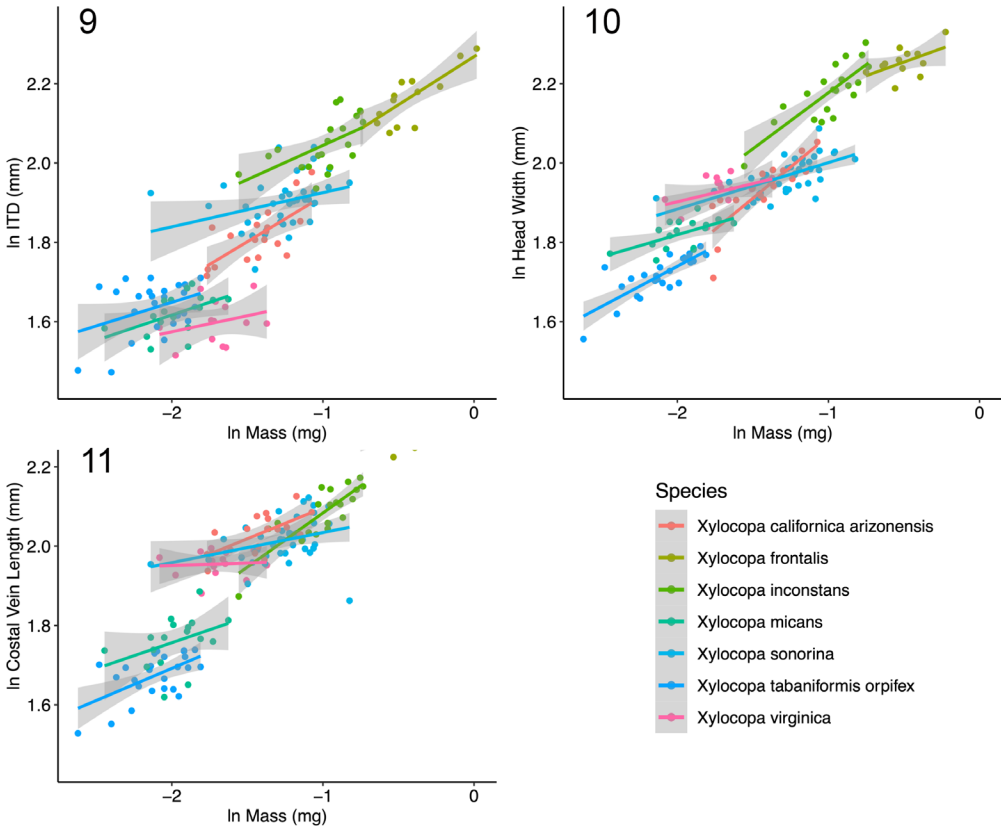 9
ln ITD (mm)
2.2
2.0
1.8
1.6
-2
-1
0
ln Mass (mg)
10
ln Head Width (mm)
2.2
2.0
1.8
1.6
-2
-1
0
ln Mass (mg)
11
ln Costal Vein Length (mm)
2.2
2.0
1.8
1.6
-2
-1
0
ln Mass (mg)
Species
Xylocopa californica arizonensis
Xylocopa frontalis
Xylocopa inconstans
Xylocopa micans
Xylocopa sonorina
Xylocopa tabaniformis orpifex
Xylocopa virginica